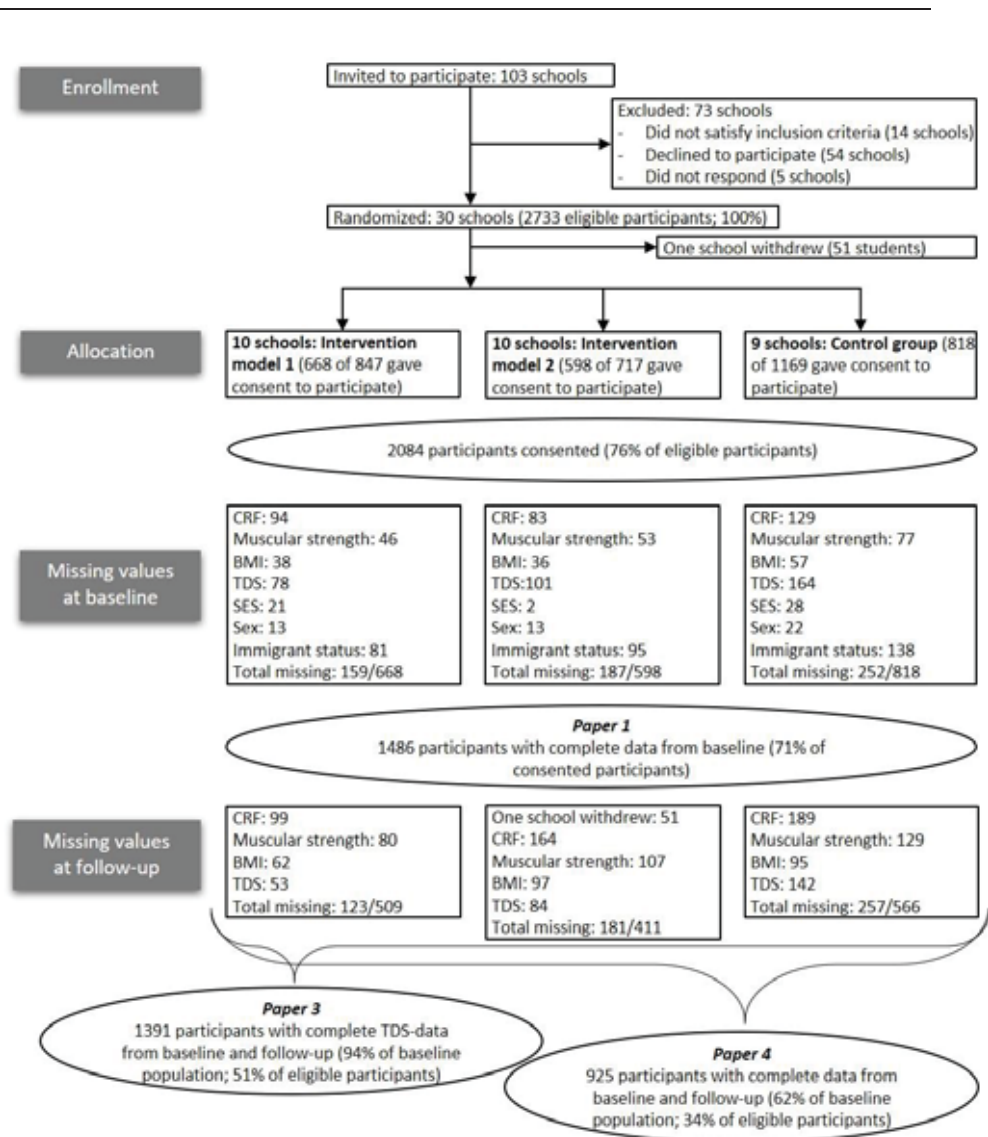 Enrollment
Invited to participate: 103 schools
Excluded: 73 schools
- Did not satisfy inclusion criteria (14 schools)
- Declined to participate (54 schools)
- Did not respond (5 schools)
Randomized: 30 schools (2733 eligible participants; 100%)
One school withdrew (51 students)
Allocation
10 schools: Intervention
model 1 (668 of 847 gave
consent to participate)
10 schools: Intervention
model 2 (598 of 717 gave
consent to participate)
9 schools: Control group (818
of 1169 gave consent to
participate)
2084 participants consented (76% of eligible participants)
Missing values
at baseline
CRF: 94
Muscular strength: 46
BMI: 38
TDS: 78
SES: 21
Sex: 13
Immigrant status: 81
Total missing: 159/668
CRF: 83
Muscular strength: 53
BMI: 36
TDS:101
SES: 2
Sex: 13
Immigrant status: 95
Total missing: 187/598
CRF: 129
Muscular strength: 77
BMI: 57
TDS: 164
SES: 28
Sex: 22
Immigrant status: 138
Total missing: 252/818
Paper 1
1486 participants with complete data from baseline (71% of
consented participants)
Missing values
at follow-up
CRF: 99
Muscular strength: 80
BMI: 62
TDS: 53
Total missing: 123/509
One school withdrew: 51
CRF: 164
Muscular strength: 107
BMI: 97
TDS: 84
Total missing: 181/411
CRF: 189
Muscular strength: 129
BMI: 95
TDS: 142
Total missing: 257/566
Paper 3
1391 participants with complete TDS-data
from baseline and follow-up (94% of baseline
population; 51% of eligible participants)
Paper 4
925 participants with complete data from
baseline and follow-up (62% of baseline
population; 34% of eligible participants)